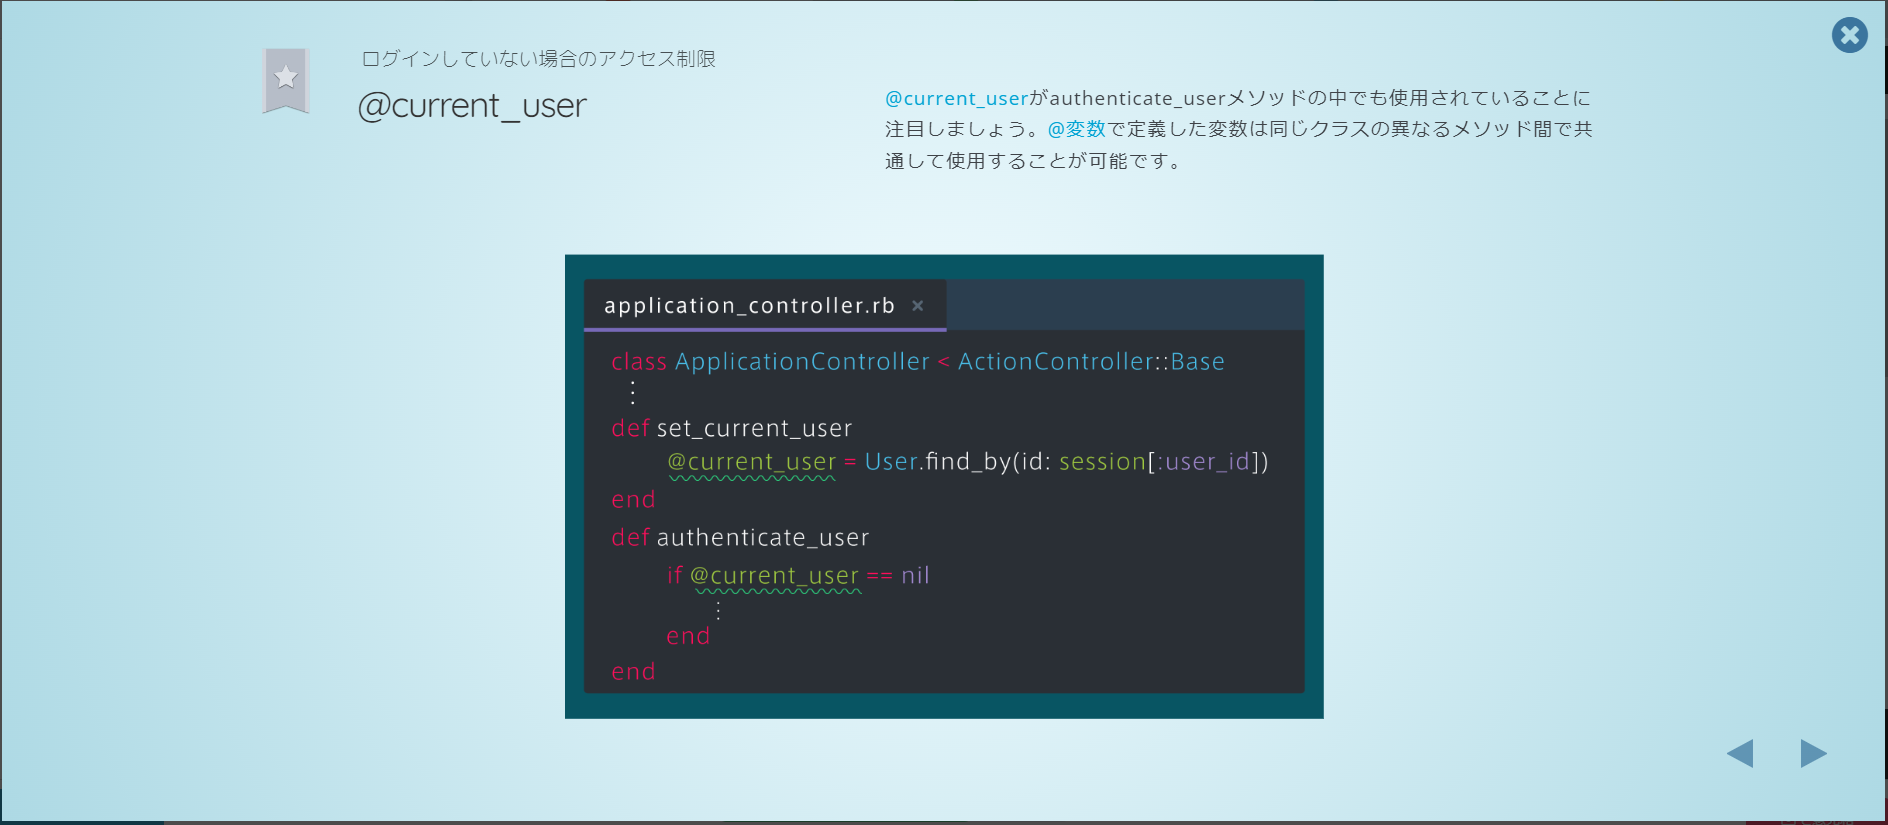 ログインしていない場合のアクセス制限
@current_user
@current_userがauthenticate_userメソッドの中でも使用されていることに
注目しましょう。@変数で定義した変数は同じクラスの異なるメソッド間で共
通して使用することが可能です。
application_controller.rb ×
class ApplicationController < ActionController::Base
⋮
def set_current_user
@current_user = User.find_by(id: session[:user_id])
end
def authenticate_user
if @current_user == nil
⋮
end
end